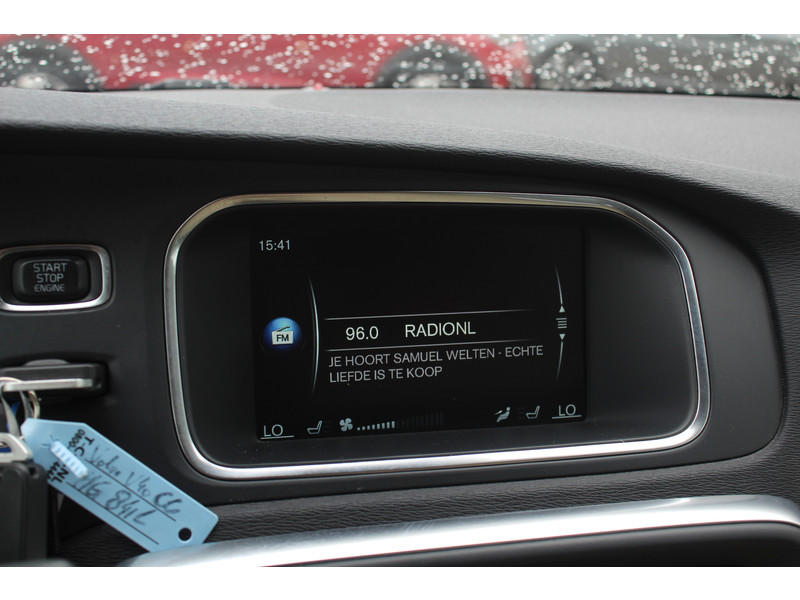 15:41
START
STOP
ENGINE
FM
96.0 RADIONL
JE HOORT SAMUEL WELTEN - ECHTE
LIEFDE IS TE KOOP
LO
LO
Volvo V40 CC